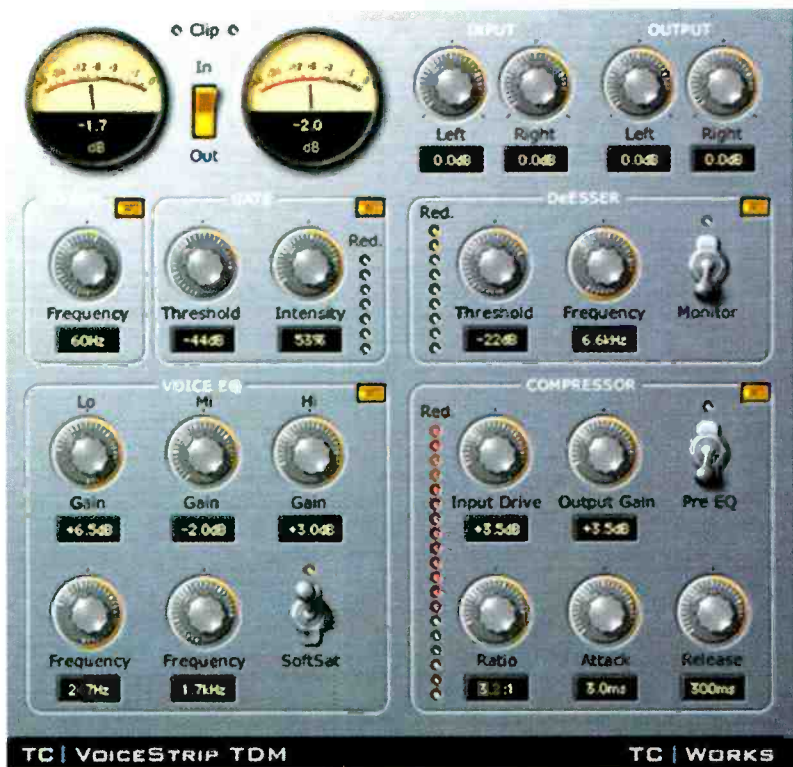 Clip
In
Out
-1.7
dB
-2.0
dB
INPUT
OUTPUT
Left
Right
Left
Right
0.0dB
0.0dB
0.0dB
0.0dB
Frequency
60Hz
GATE
Red.
Threshold
Intensity
-44dB
53%
DeESSER
Red.
Threshold
Frequency
Monitor
-22dB
6.6kHz
VOICE EQ
Lo
Mi
Hi
Gain
Gain
Gain
+6.5dB
-2.0dB
+3.0dB
Frequency
Frequency
SoftSat
1.7kHz
COMPRESSOR
Red.
Input Drive
Output Gain
Pre EQ
+3.5dB
+3.5dB
Ratio
Attack
Release
3.2:1
3.0ms
300ms
TC | VOICESTRIP TDM
TC | WORKS